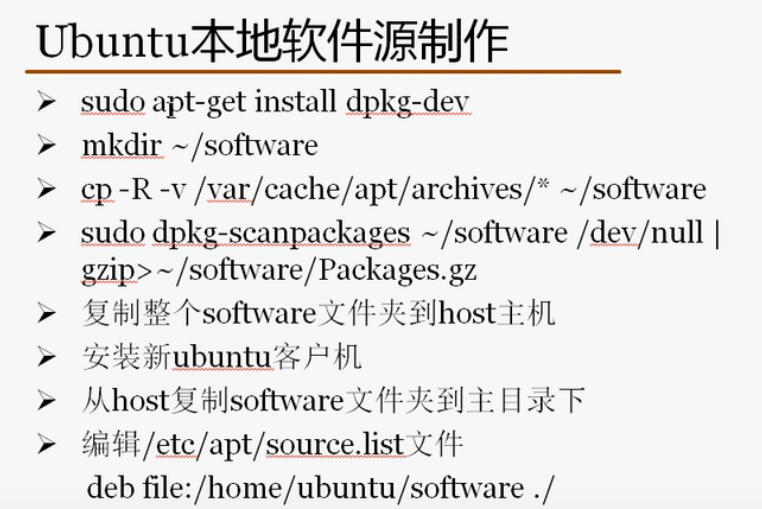 Ubuntu本地软件源制作
➢ sudo apt-get install dpkg-dev
➢ mkdir ~/software
➢ cp -R -v /var/cache/apt/archives/* ~/software
➢ sudo dpkg-scanpackages ~/software /dev/null |
gzip>~/software/Packages.gz
➢ 复制整个software文件夹到host主机
➢ 安装新ubuntu客户机
➢ 从host复制software文件夹到主目录下
➢ 编辑/etc/apt/source.list文件
deb file:/home/ubuntu/software ./